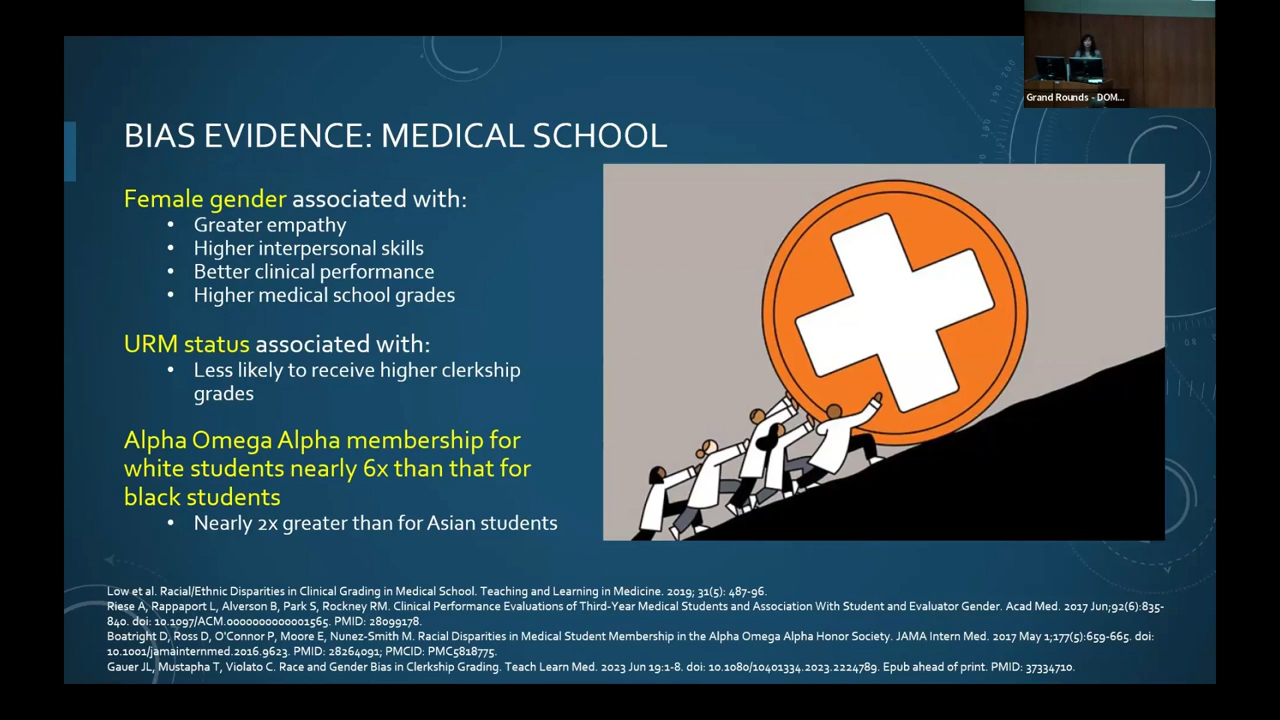 Grand Rounds - DOM...
BIAS EVIDENCE: MEDICAL SCHOOL
Female gender associated with:
• Greater empathy
• Higher interpersonal skills
• Better clinical performance
• Higher medical school grades
URM status associated with:
• Less likely to receive higher clerkship
grades
Alpha Omega Alpha membership for
white students nearly 6x than that for
black students
• Nearly 2x greater than for Asian students
Low et al. Racial/Ethnic Disparities in Clinical Grading in Medical School. Teaching and Learning in Medicine. 2019; 31(5): 487-96.
Riese A, Rappaport L, Alverson B, Park S, Rockney RM. Clinical Performance Evaluations of Third-Year Medical Students and Association With Student and Evaluator Gender. Acad Med. 2017 Jun;92(6):835-
840. doi: 10.1097/ACM.0000000000001565. PMID: 28099178.
Boatright D, Ross D, O'Connor P, Moore E, Nunez-Smith M. Racial Disparities in Medical Student Membership in the Alpha Omega Alpha Honor Society. JAMA Intern Med. 2017 May 1;177(5):659-665. doi:
10.1001/jamainternmed.2016.9623. PMID: 28264091; PMCID: PMC5818775.
Gauer JL, Mustapha T, Violato C. Race and Gender Bias in Clerkship Grading. Teach Learn Med. 2023 Jun 19:1-8. doi: 10.1080/10401334.2023.2224789. Epub ahead of print. PMID: 37334710.